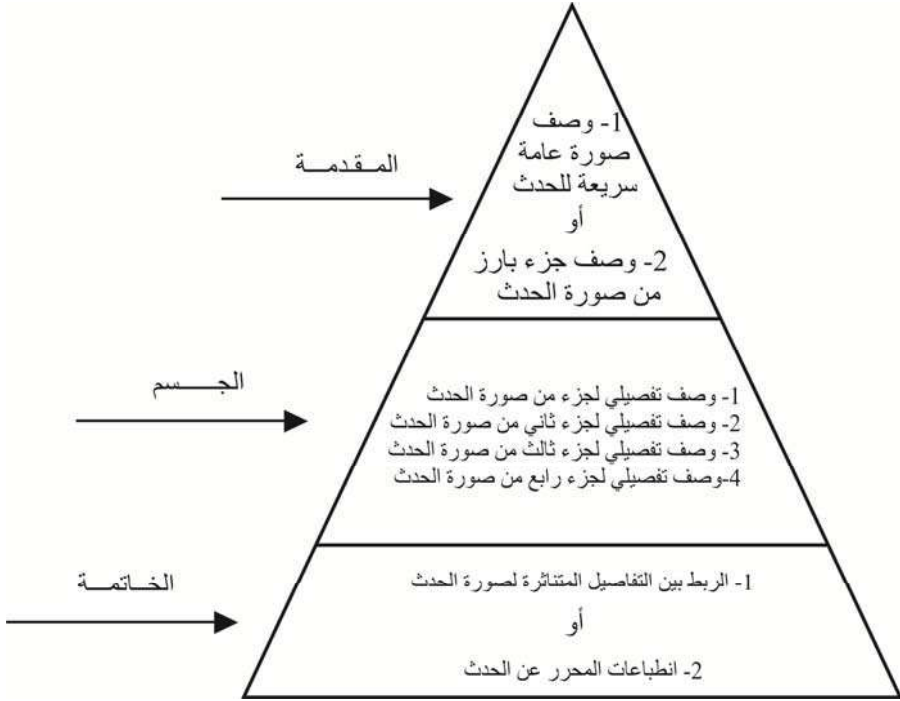 1- وصف
صورة عامة
سريعة للحدث
أو
2- وصف جزء بارز
من صورة الحدث
المـقـدمـــة
1- وصف تفصيلي لجزء من صورة الحدث
2- وصف تفصيلي لجزء ثاني من صورة الحدث
3- وصف تفصيلي لجزء ثالث من صورة الحدث
4-وصف تفصيلي لجزء رابع من صورة الحدث
الجـــــسم
1- الربط بين التفاصيل المتناثرة لصورة الحدث
أو
2- انطباعات المحرر عن الحدث
الخـاتمـــة